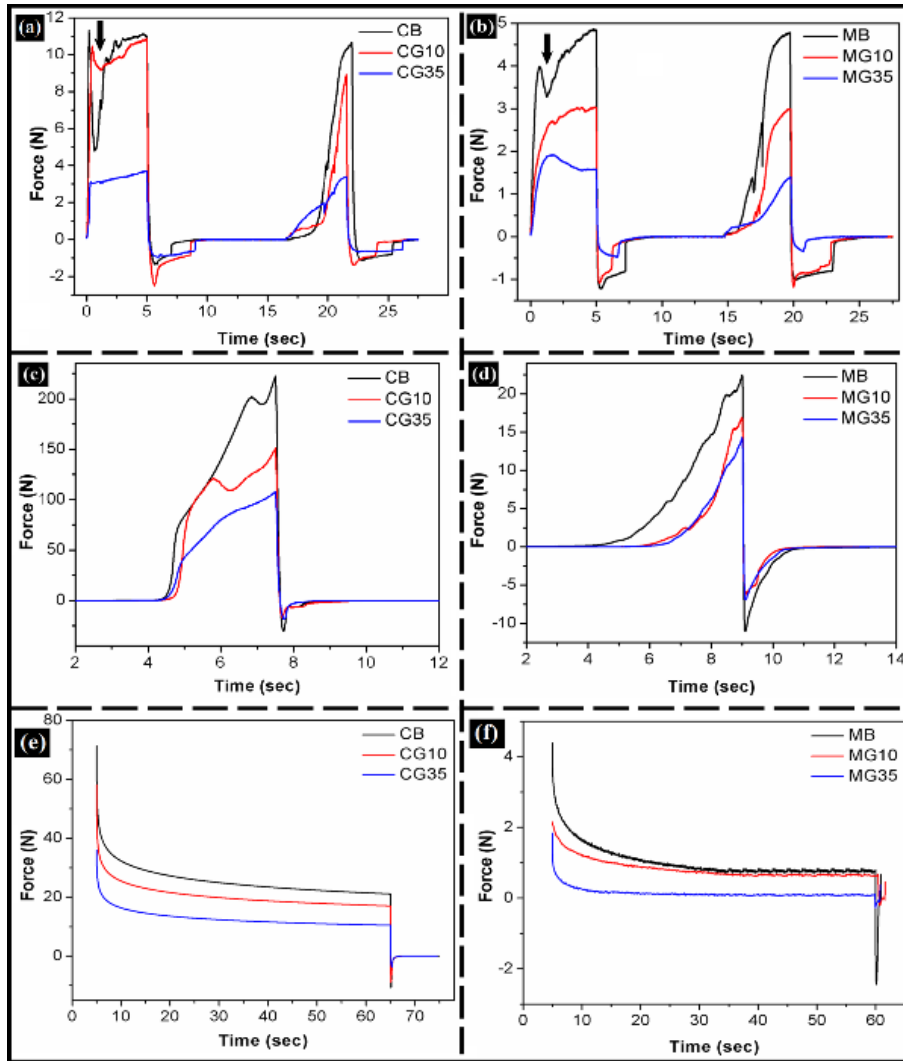 (a)
CB
CG10
CG35
12
10
8
6
4
2
0
-2
Force (N)
0 5 10 15 20 25
Time (sec)
(b)
MB
MG10
MG35
5
4
3
2
1
0
-1
Force (N)
0 5 10 15 20 25
Time (sec)
(c)
CB
CG10
CG35
200
150
100
50
0
Force (N)
2 4 6 8 10 12
Time (sec)
(d)
MB
MG10
MG35
20
15
10
5
0
-5
-10
Force (N)
2 4 6 8 10 12 14
Time (sec)
(e)
CB
CG10
CG35
80
60
40
20
0
Force (N)
0 10 20 30 40 50 60 70
Time (sec)
(f)
MB
MG10
MG35
4
2
0
-2
Force (N)
0 10 20 30 40 50 60
Time (sec)